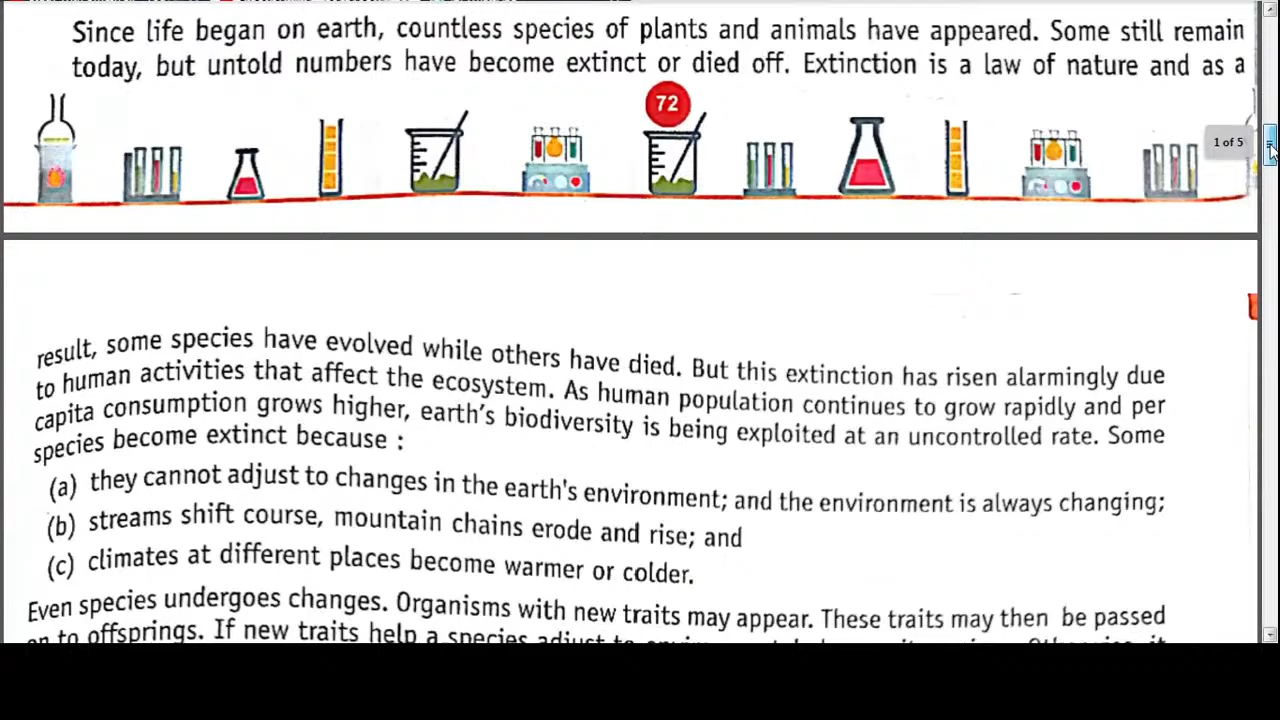 Since life began on earth, countless species of plants and animals have appeared. Some still remain
today, but untold numbers have become extinct or died off. Extinction is a law of nature and as a
72
1 of 5
result, some species have evolved while others have died. But this extinction has risen alarmingly due
to human activities that affect the ecosystem. As human population continues to grow rapidly and per
capita consumption grows higher, earth's biodiversity is being exploited at an uncontrolled rate. Some
species become extinct because :
(a) they cannot adjust to changes in the earth's environment; and the environment is always changing;
(b) streams shift course, mountain chains erode and rise; and
(c) climates at different places become warmer or colder.
Even species undergoes changes. Organisms with new traits may appear. These traits may then be passed
on to offsprings. If new traits help a species adjust to